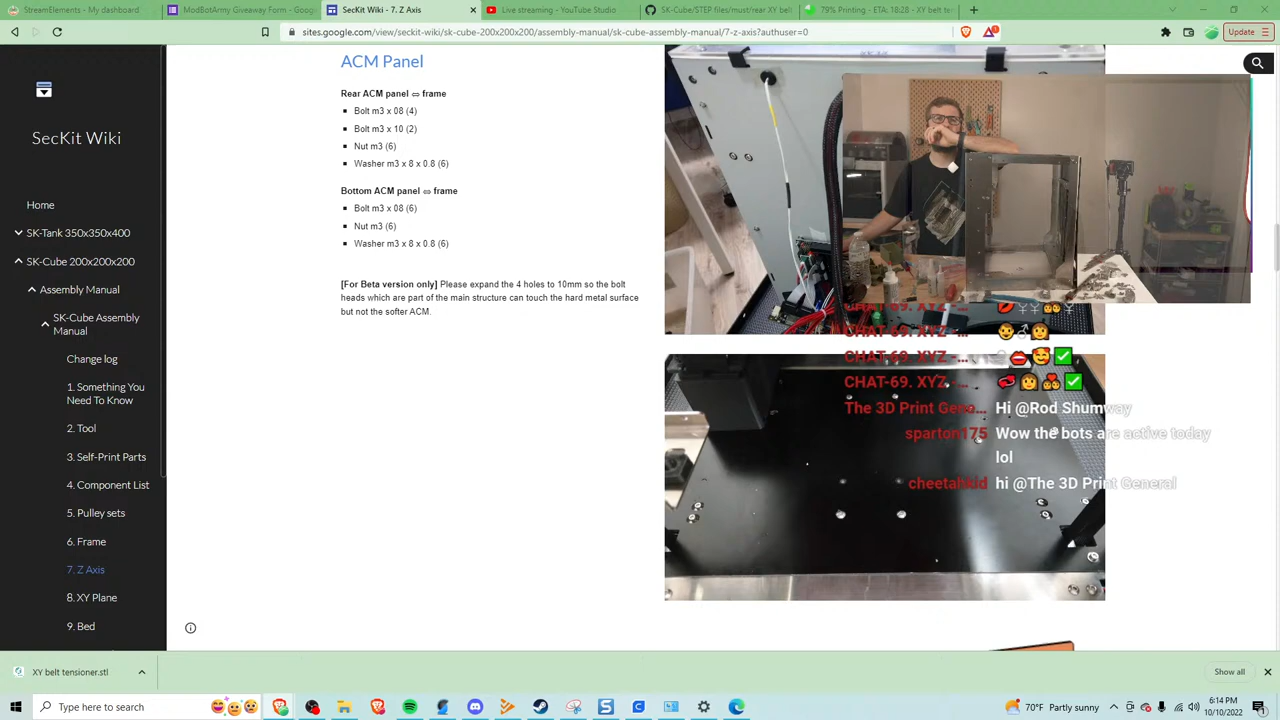 StreamElements - Overlay
ModBotArmy Giveaway Form - Goog
SecKit Wiki - 7. Z Axis
Live streaming - YouTube Studio
SK-Cube/STEP files/must/rear XY bel
79% Printing - ETA: 18:28 - XY belt te
sites.google.com/view/seckit-wiki/sk-cube-200x200x200/assembly-manual/sk-cube-assembly-manual/7-z-axis?authuser=0
Update
SecKit Wiki
Home
SK-Tank 350x350x400
SK-Cube 200x200x200
Assembly Manual
SK-Cube Assembly
Manual
Change log
1. Something You
Need To Know
2. Tool
3. Self-Print Parts
4. Component List
5. Pulley sets
6. Frame
7. Z Axis
8. XY Plane
9. Bed
ACM Panel
Rear ACM panel ⇔ frame
Bolt m3 x 08 (4)
Bolt m3 x 10 (2)
Nut m3 (6)
Washer m3 x 8 x 0.8 (6)
Bottom ACM panel ⇔ frame
Bolt m3 x 08 (6)
Nut m3 (6)
Washer m3 x 8 x 0.8 (6)
[For Beta version only] Please expand the 4 holes to 10mm so the bolt
heads which are part of the main structure can touch the hard metal surface
but not the softer ACM.
CHAT-69. XYZ -...
CHAT-69. XYZ -...
CHAT-69. XYZ -...
CHAT-69. XYZ -...
The 3D Print Gene... Hi @Rod Shumway
sparton175 Wow the bots are active today
lol
cheetahkid hi @The 3D Print General
XY belt tensioner.stl
Show all
Type here to search
70°F Partly sunny
6:14 PM
10/10/2022